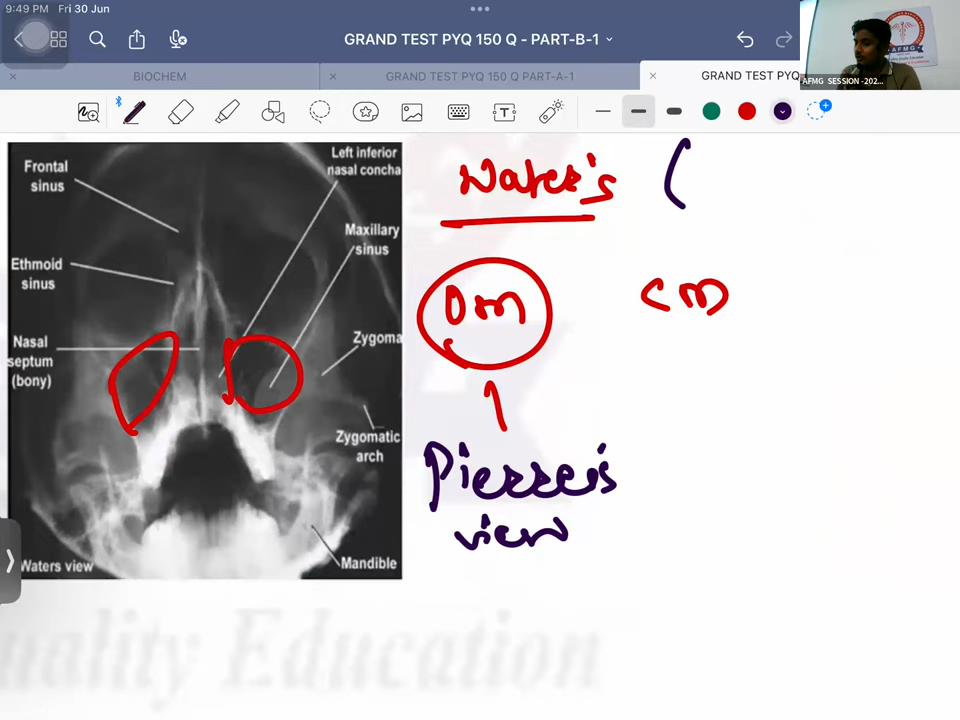 9:49 PM Fri 30 Jun
GRAND TEST PYQ 150 Q - PART-B-1
AFMG
AFMG SESSION -202...
BIOCHEM
GRAND TEST PYQ 150 Q PART-A-1
GRAND TEST PYQ
T
Frontal
sinus
Left inferior
nasal concha
Water's (
Maxillary
sinus
Ethmoid
sinus
Om
cm
Nasal
septum
(bony)
Zygoma
Zygomatic
arch
Pierre's
view
Waters view
Mandible
uality Education